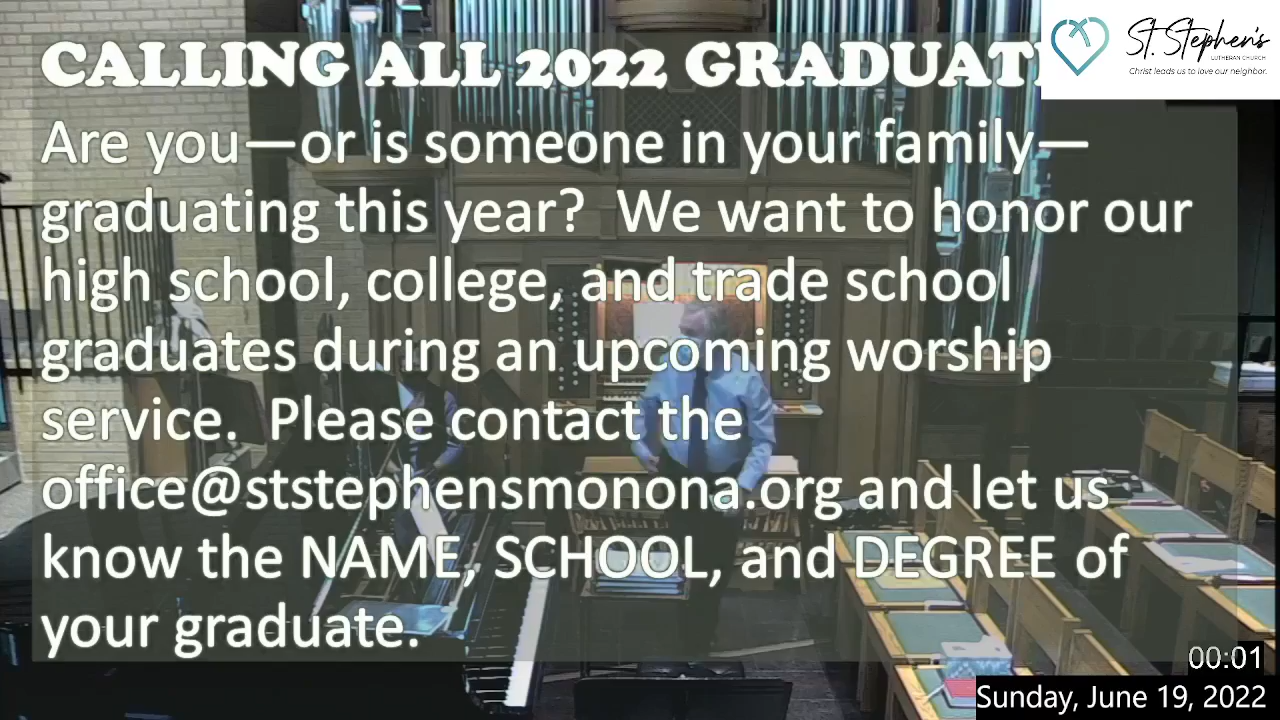 CALLING ALL 2022 GRADUAT
St. Stephen's
LUTHERAN CHURCH
Christ leads us to love our neighbor.
Are you—or is someone in your family—
graduating this year?  We want to honor our
high school, college, and trade school
graduates during an upcoming worship
service.  Please contact the
office@ststephensmonona.org and let us
know the NAME, SCHOOL, and DEGREE of
your graduate.
00:01
Sunday, June 19, 2022